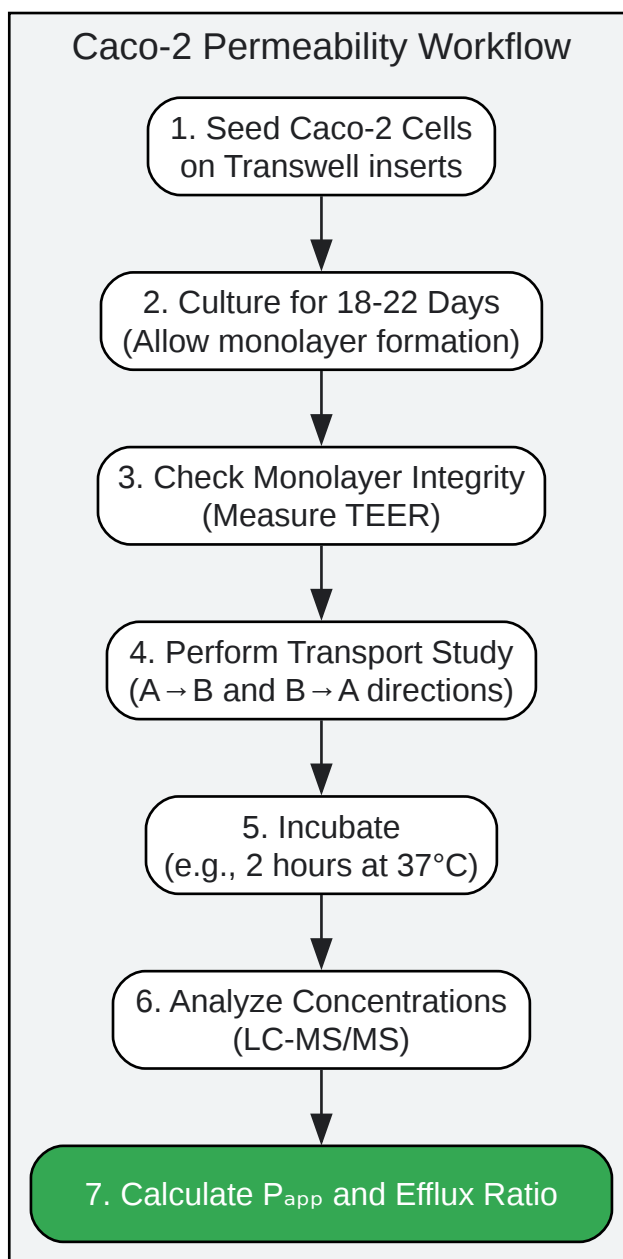 Caco-2 Permeability Workflow
1. Seed Caco-2 Cells
on Transwell inserts
2. Culture for 18-22 Days
(Allow monolayer formation)
3. Check Monolayer Integrity
(Measure TEER)
4. Perform Transport Study
(A→B and B→A directions)
5. Incubate
(e.g., 2 hours at 37°C)
6. Analyze Concentrations
(LC-MS/MS)
7. Calculate Pₐₚₚ and Efflux Ratio